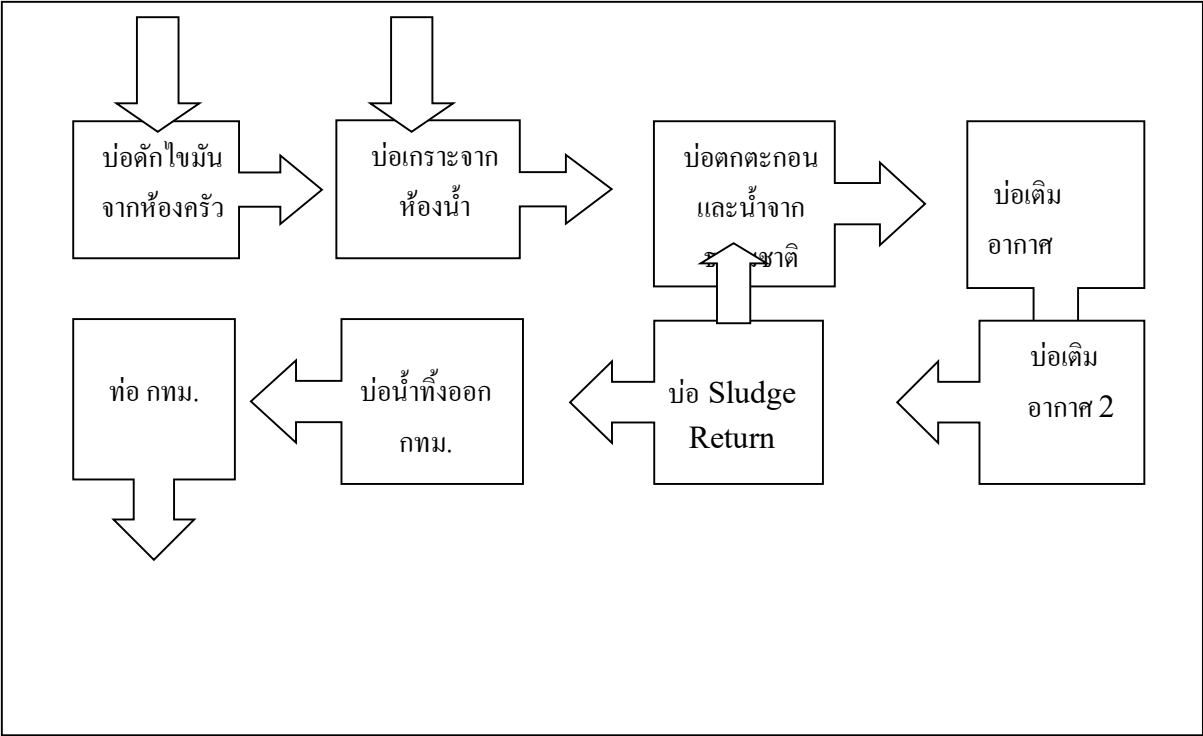 บ่อดักไขมัน
จากห้องครัว
บ่อเกราะจาก
ห้องน้ำ
บ่อตกตะกอน
และน้ำจาก
บ่อเติม
อากาศ
ท่อ กทม.
บ่อน้ำทิ้งออก
กทม.
บ่อ Sludge
Return
บ่อเติม
อากาศ 2